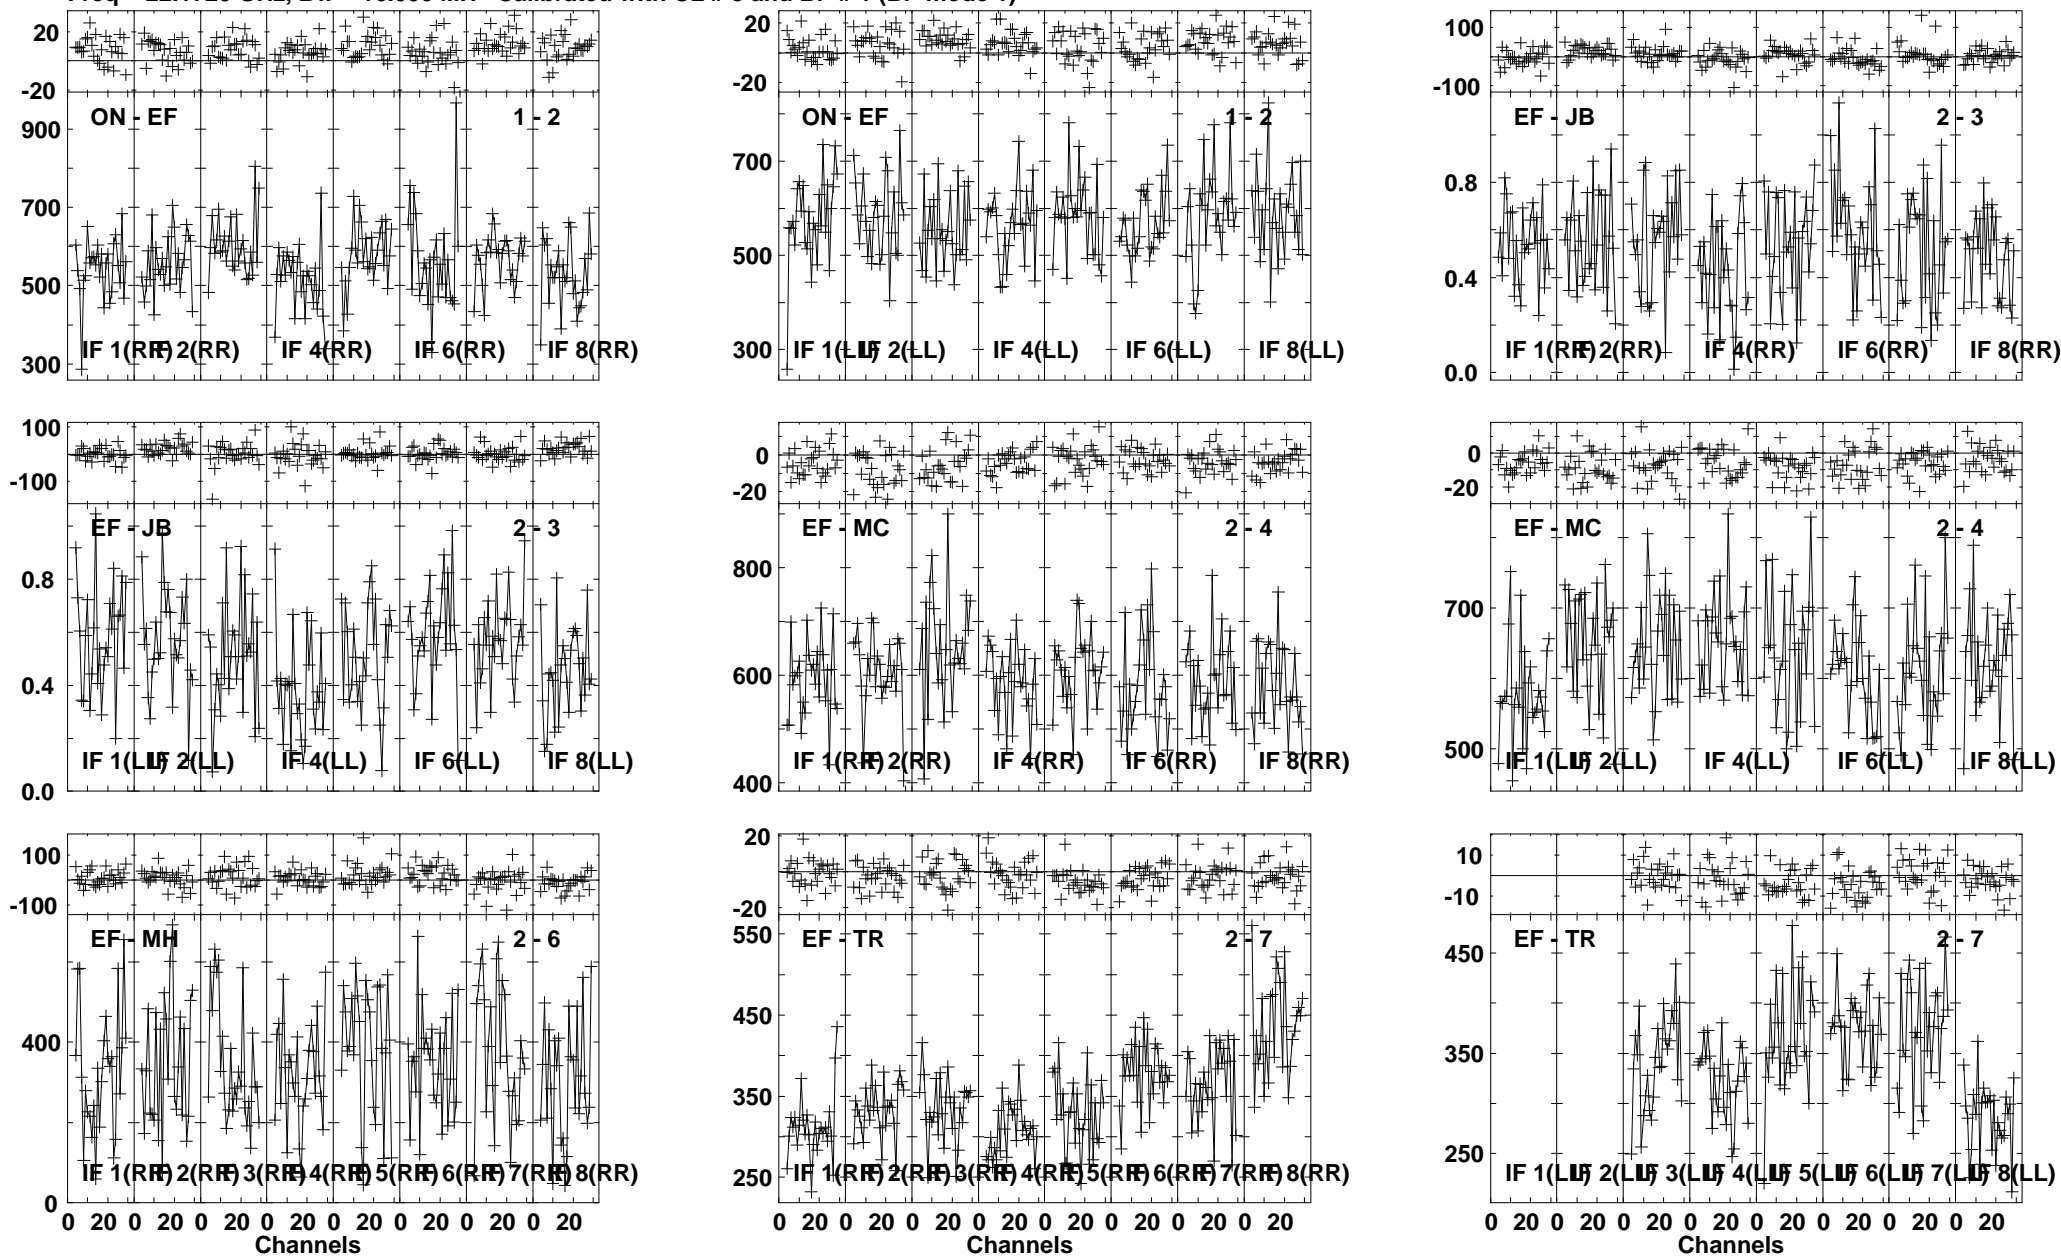 20
-20
ON - EF 1 - 2
900
700
500
300
IF 1(RR) IF 2(RR) IF 4(RR) IF 6(RR) IF 8(RR)
20
-20
ON - EF 1 - 2
700
500
300
IF 1(LL) IF 2(LL) IF 4(LL) IF 6(LL) IF 8(LL)
100
-100
EF - JB 2 - 3
0.8
0.4
0.0
IF 1(RR) IF 2(RR) IF 4(RR) IF 6(RR) IF 8(RR)
100
-100
EF - JB 2 - 3
0.8
0.4
0.0
IF 1(LL) IF 2(LL) IF 4(LL) IF 6(LL) IF 8(LL)
0
-20
EF - MC 2 - 4
800
600
400
IF 1(RR) IF 2(RR) IF 4(RR) IF 6(RR) IF 8(RR)
0
-20
EF - MC 2 - 4
700
500
IF 1(LL) IF 2(LL) IF 4(LL) IF 6(LL) IF 8(LL)
100
-100
EF - MH 2 - 6
400
0
IF 1(RR) IF 2(RR) IF 3(RR) IF 4(RR) IF 5(RR) IF 6(RR) IF 7(RR) IF 8(RR)
0 20 0 20 0 20 0 20 0 20 0 20 0 20 0 20
Channels
20
-20
EF - TR 2 - 7
550
450
350
250
IF 1(RR) IF 2(RR) IF 3(RR) IF 4(RR) IF 5(RR) IF 6(RR) IF 7(RR) IF 8(RR)
0 20 0 20 0 20 0 20 0 20 0 20 0 20 0 20
Channels
10
-10
EF - TR 2 - 7
450
350
250
IF 1(LL) IF 2(LL) IF 3(LL) IF 4(LL) IF 5(LL) IF 6(LL) IF 7(LL) IF 8(LL)
0 20 0 20 0 20 0 20 0 20 0 20 0 20 0 20
Channels